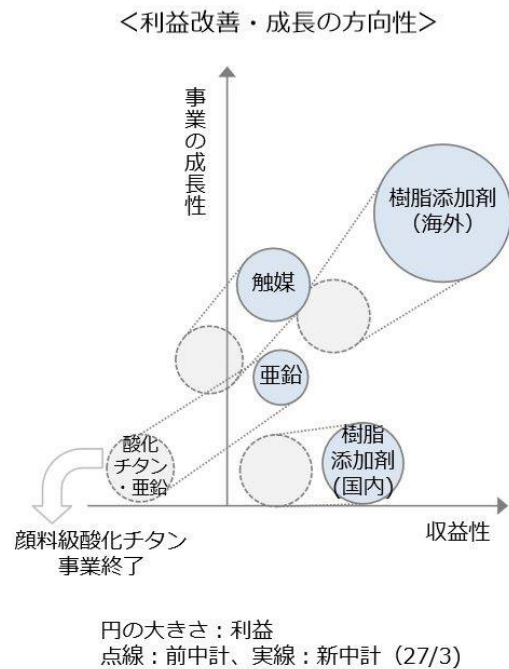 ＜利益改善・成長の方向性＞
事業の成長性
樹脂添加剤
（海外）
触媒
亜鉛
酸化
チタン
・亜鉛
樹脂
添加剤
(国内)
収益性
顔料級酸化チタン
事業終了
円の大きさ：利益
点線：前中計、実線：新中計（27/3)